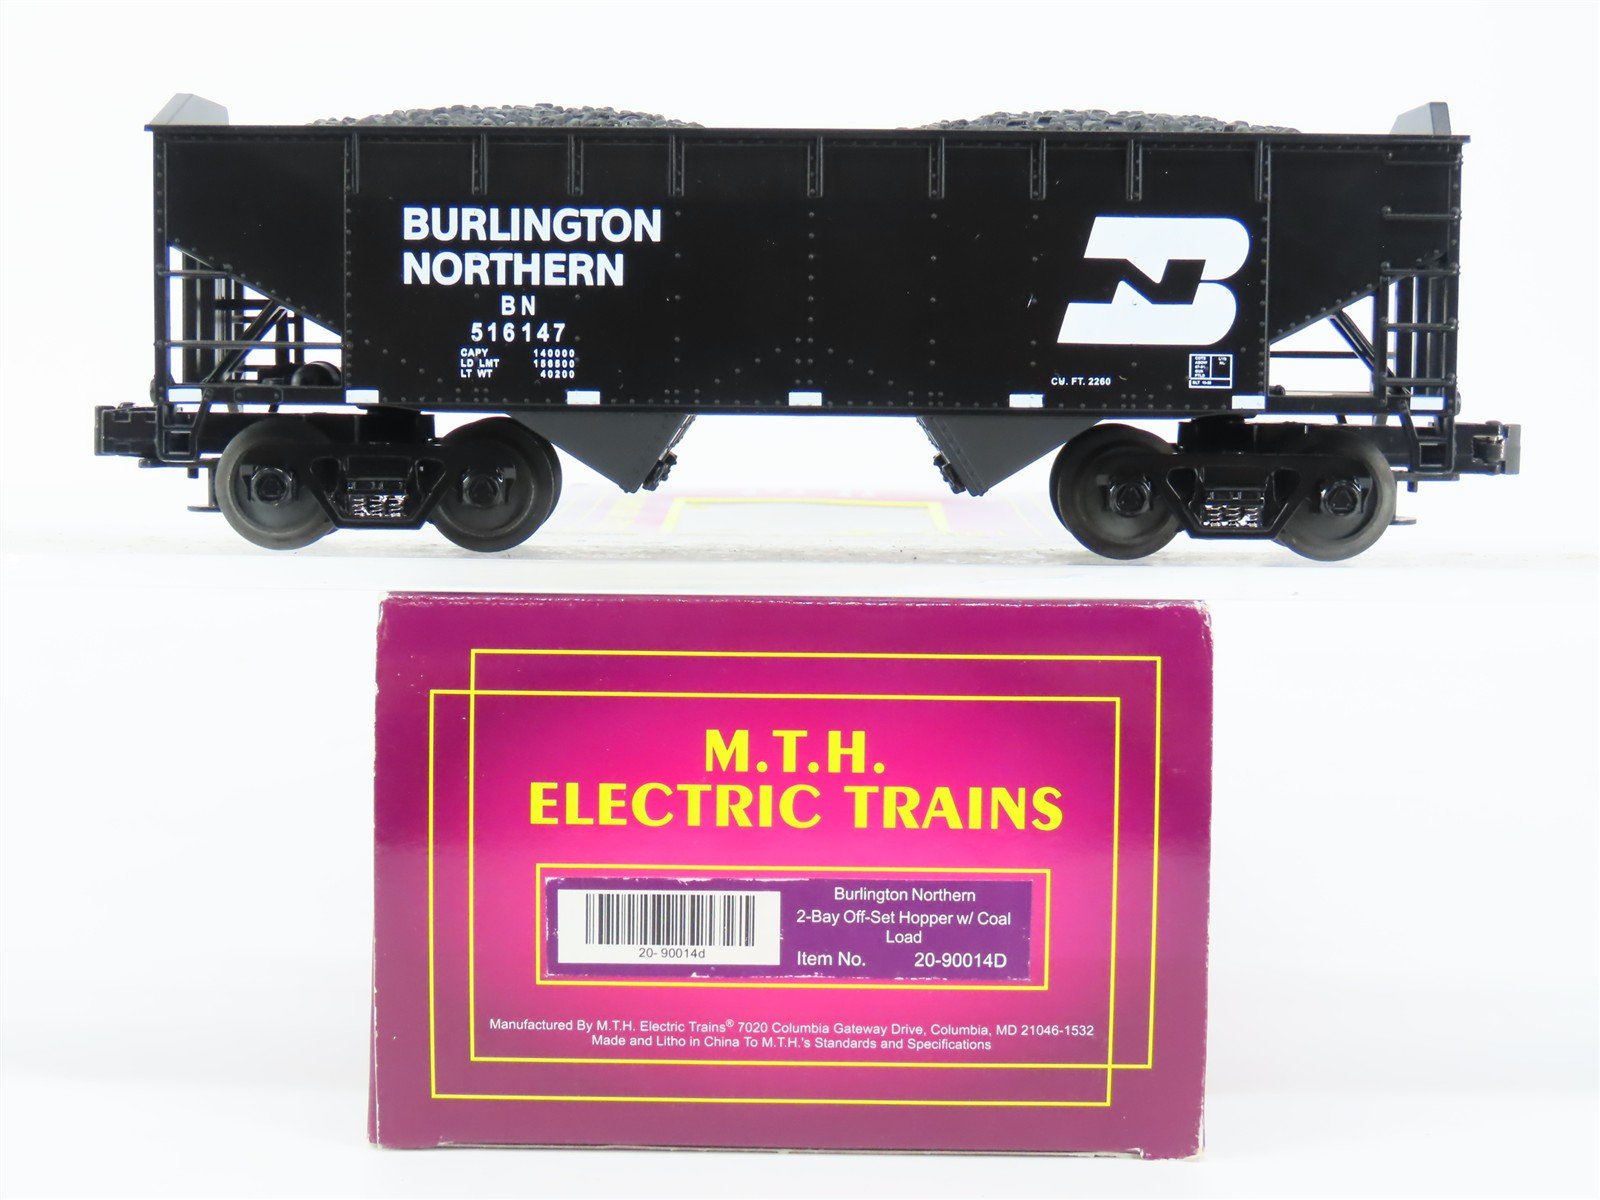 BURLINGTON
NORTHERN
BN
516147
CAPY 140000
LD LMT 156500
LT WT 40200
BN
CU. FT. 2260
M.T.H.
ELECTRIC TRAINS
20-90014d
Burlington Northern
2-Bay Off-Set Hopper w/ Coal
Load
Item No. 20-90014D
Manufactured By M.T.H. Electric Trains® 7020 Columbia Gateway Drive, Columbia, MD 21046-1532
Made and Litho in China To M.T.H.'s Standards and Specifications